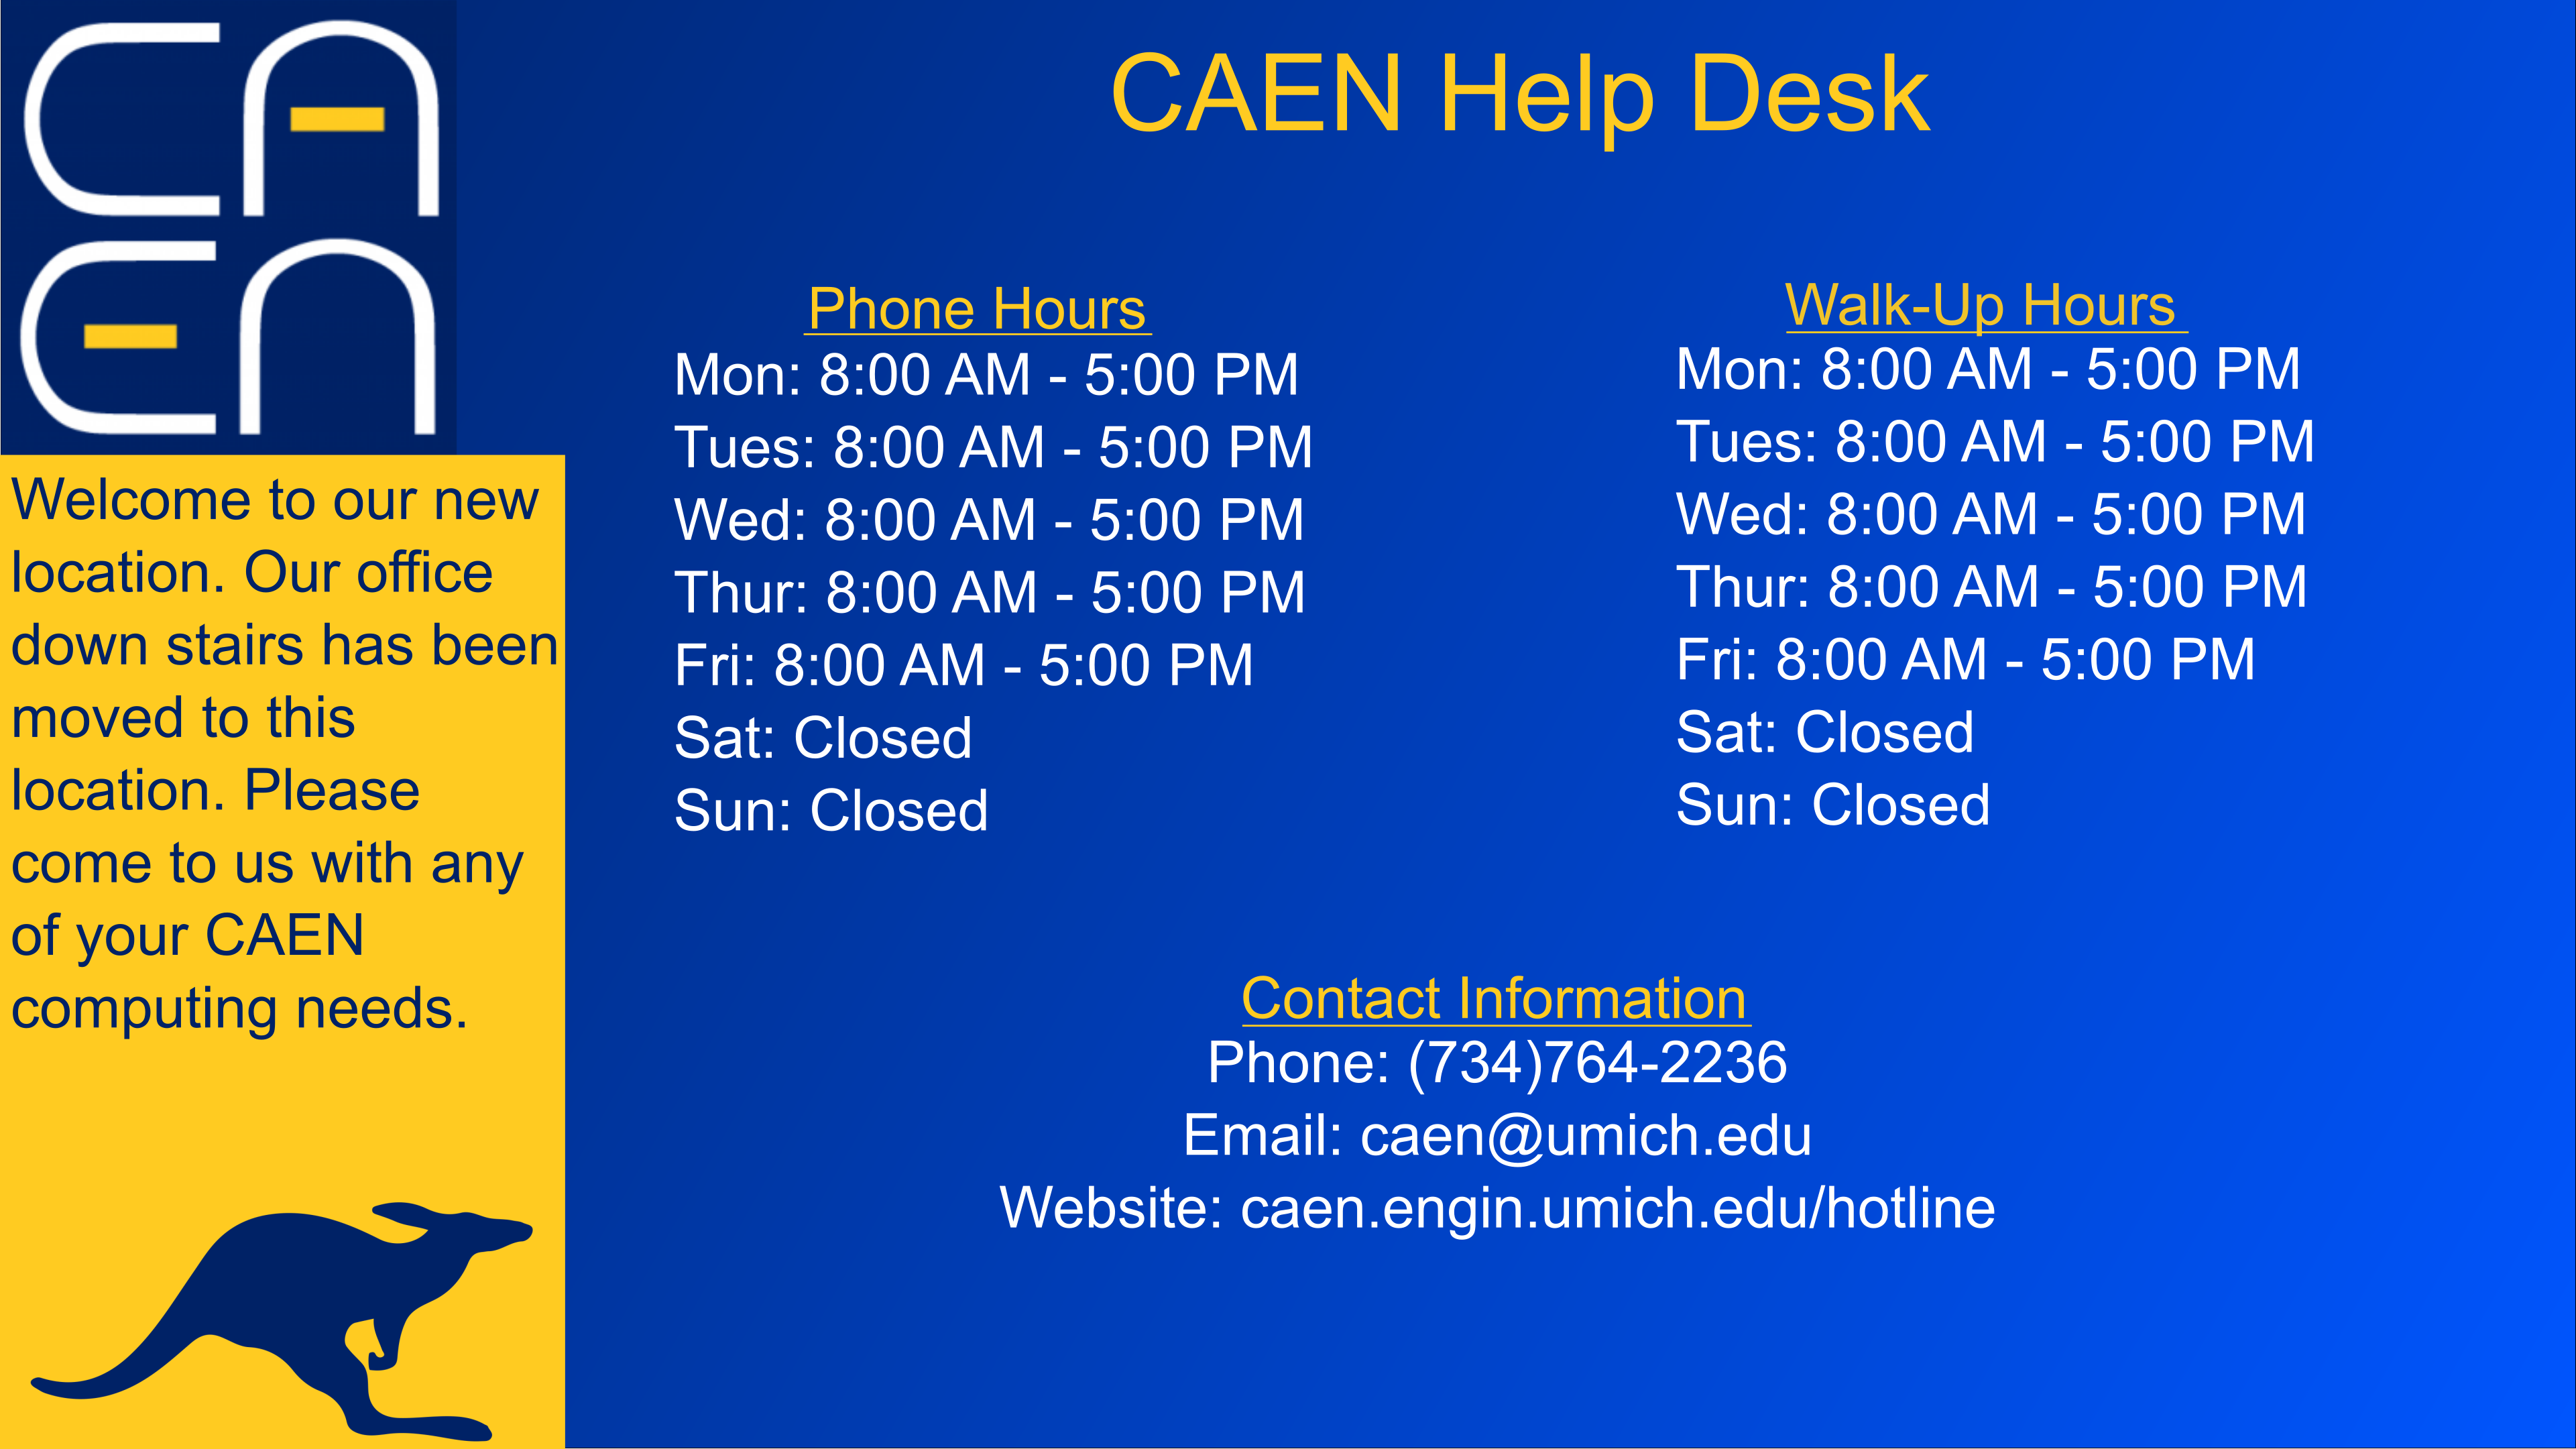 CA
EN
CAEN Help Desk
Welcome to our new
location. Our office
down stairs has been
moved to this
location. Please
come to us with any
of your CAEN
computing needs.
Phone Hours
Mon: 8:00 AM - 5:00 PM
Tues: 8:00 AM - 5:00 PM
Wed: 8:00 AM - 5:00 PM
Thur: 8:00 AM - 5:00 PM
Fri: 8:00 AM - 5:00 PM
Sat: Closed
Sun: Closed
Walk-Up Hours
Mon: 8:00 AM - 5:00 PM
Tues: 8:00 AM - 5:00 PM
Wed: 8:00 AM - 5:00 PM
Thur: 8:00 AM - 5:00 PM
Fri: 8:00 AM - 5:00 PM
Sat: Closed
Sun: Closed
Contact Information
Phone: (734)764-2236
Email: caen@umich.edu
Website: caen.engin.umich.edu/hotline